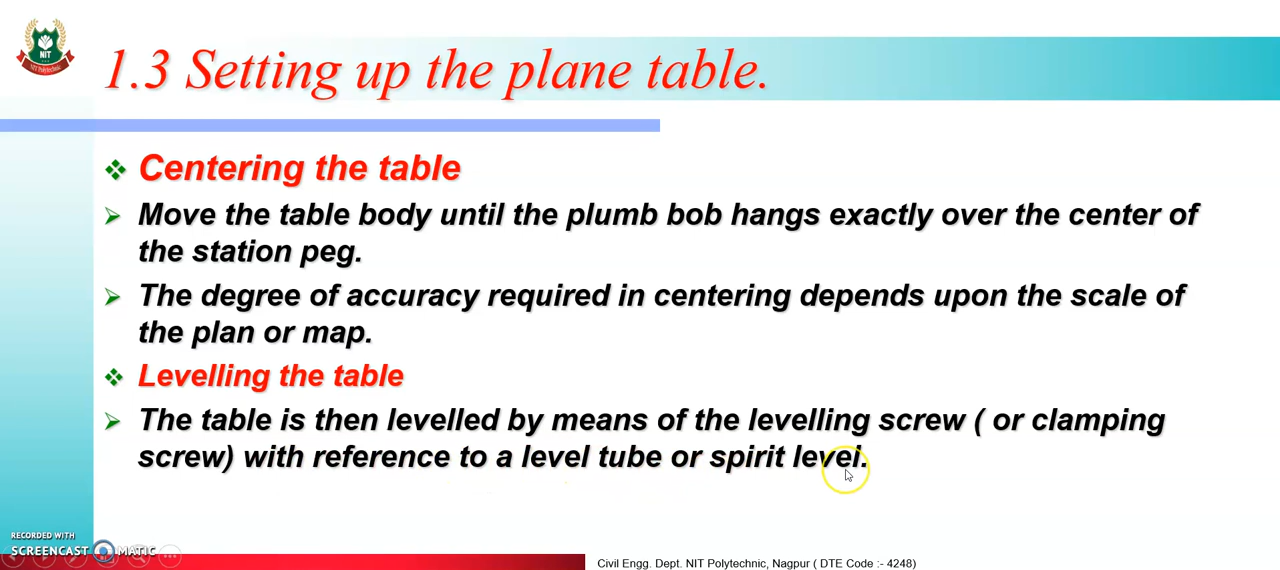 NIT
NIT Polytechnic
1.3 Setting up the plane table.
Centering the table
Move the table body until the plumb bob hangs exactly over the center of
the station peg.
The degree of accuracy required in centering depends upon the scale of
the plan or map.
Levelling the table
The table is then levelled by means of the levelling screw ( or clamping
screw) with reference to a level tube or spirit level.
RECORDED WITH
SCREENCAST MATIC
Civil Engg. Dept. NIT Polytechnic, Nagpur ( DTE Code :- 4248)